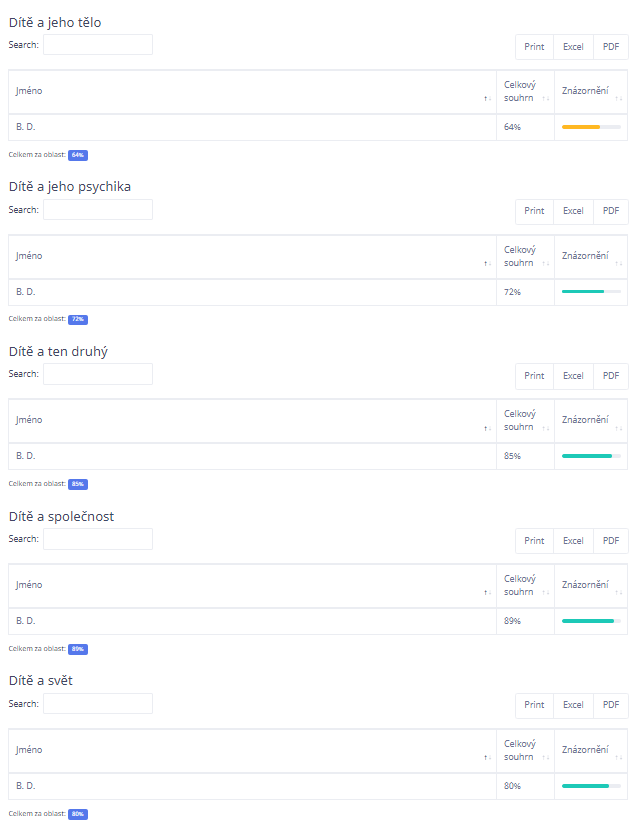 Dítě a jeho tělo
Search:
Print Excel PDF
Jméno Celkový souhrn Znázornění
B. D. 64%
Celkem za oblast: 64%
Dítě a jeho psychika
Search:
Print Excel PDF
Jméno Celkový souhrn Znázornění
B. D. 72%
Celkem za oblast: 72%
Dítě a ten druhý
Search:
Print Excel PDF
Jméno Celkový souhrn Znázornění
B. D. 85%
Celkem za oblast: 85%
Dítě a společnost
Search:
Print Excel PDF
Jméno Celkový souhrn Znázornění
B. D. 89%
Celkem za oblast: 89%
Dítě a svět
Search:
Print Excel PDF
Jméno Celkový souhrn Znázornění
B. D. 80%
Celkem za oblast: 80%